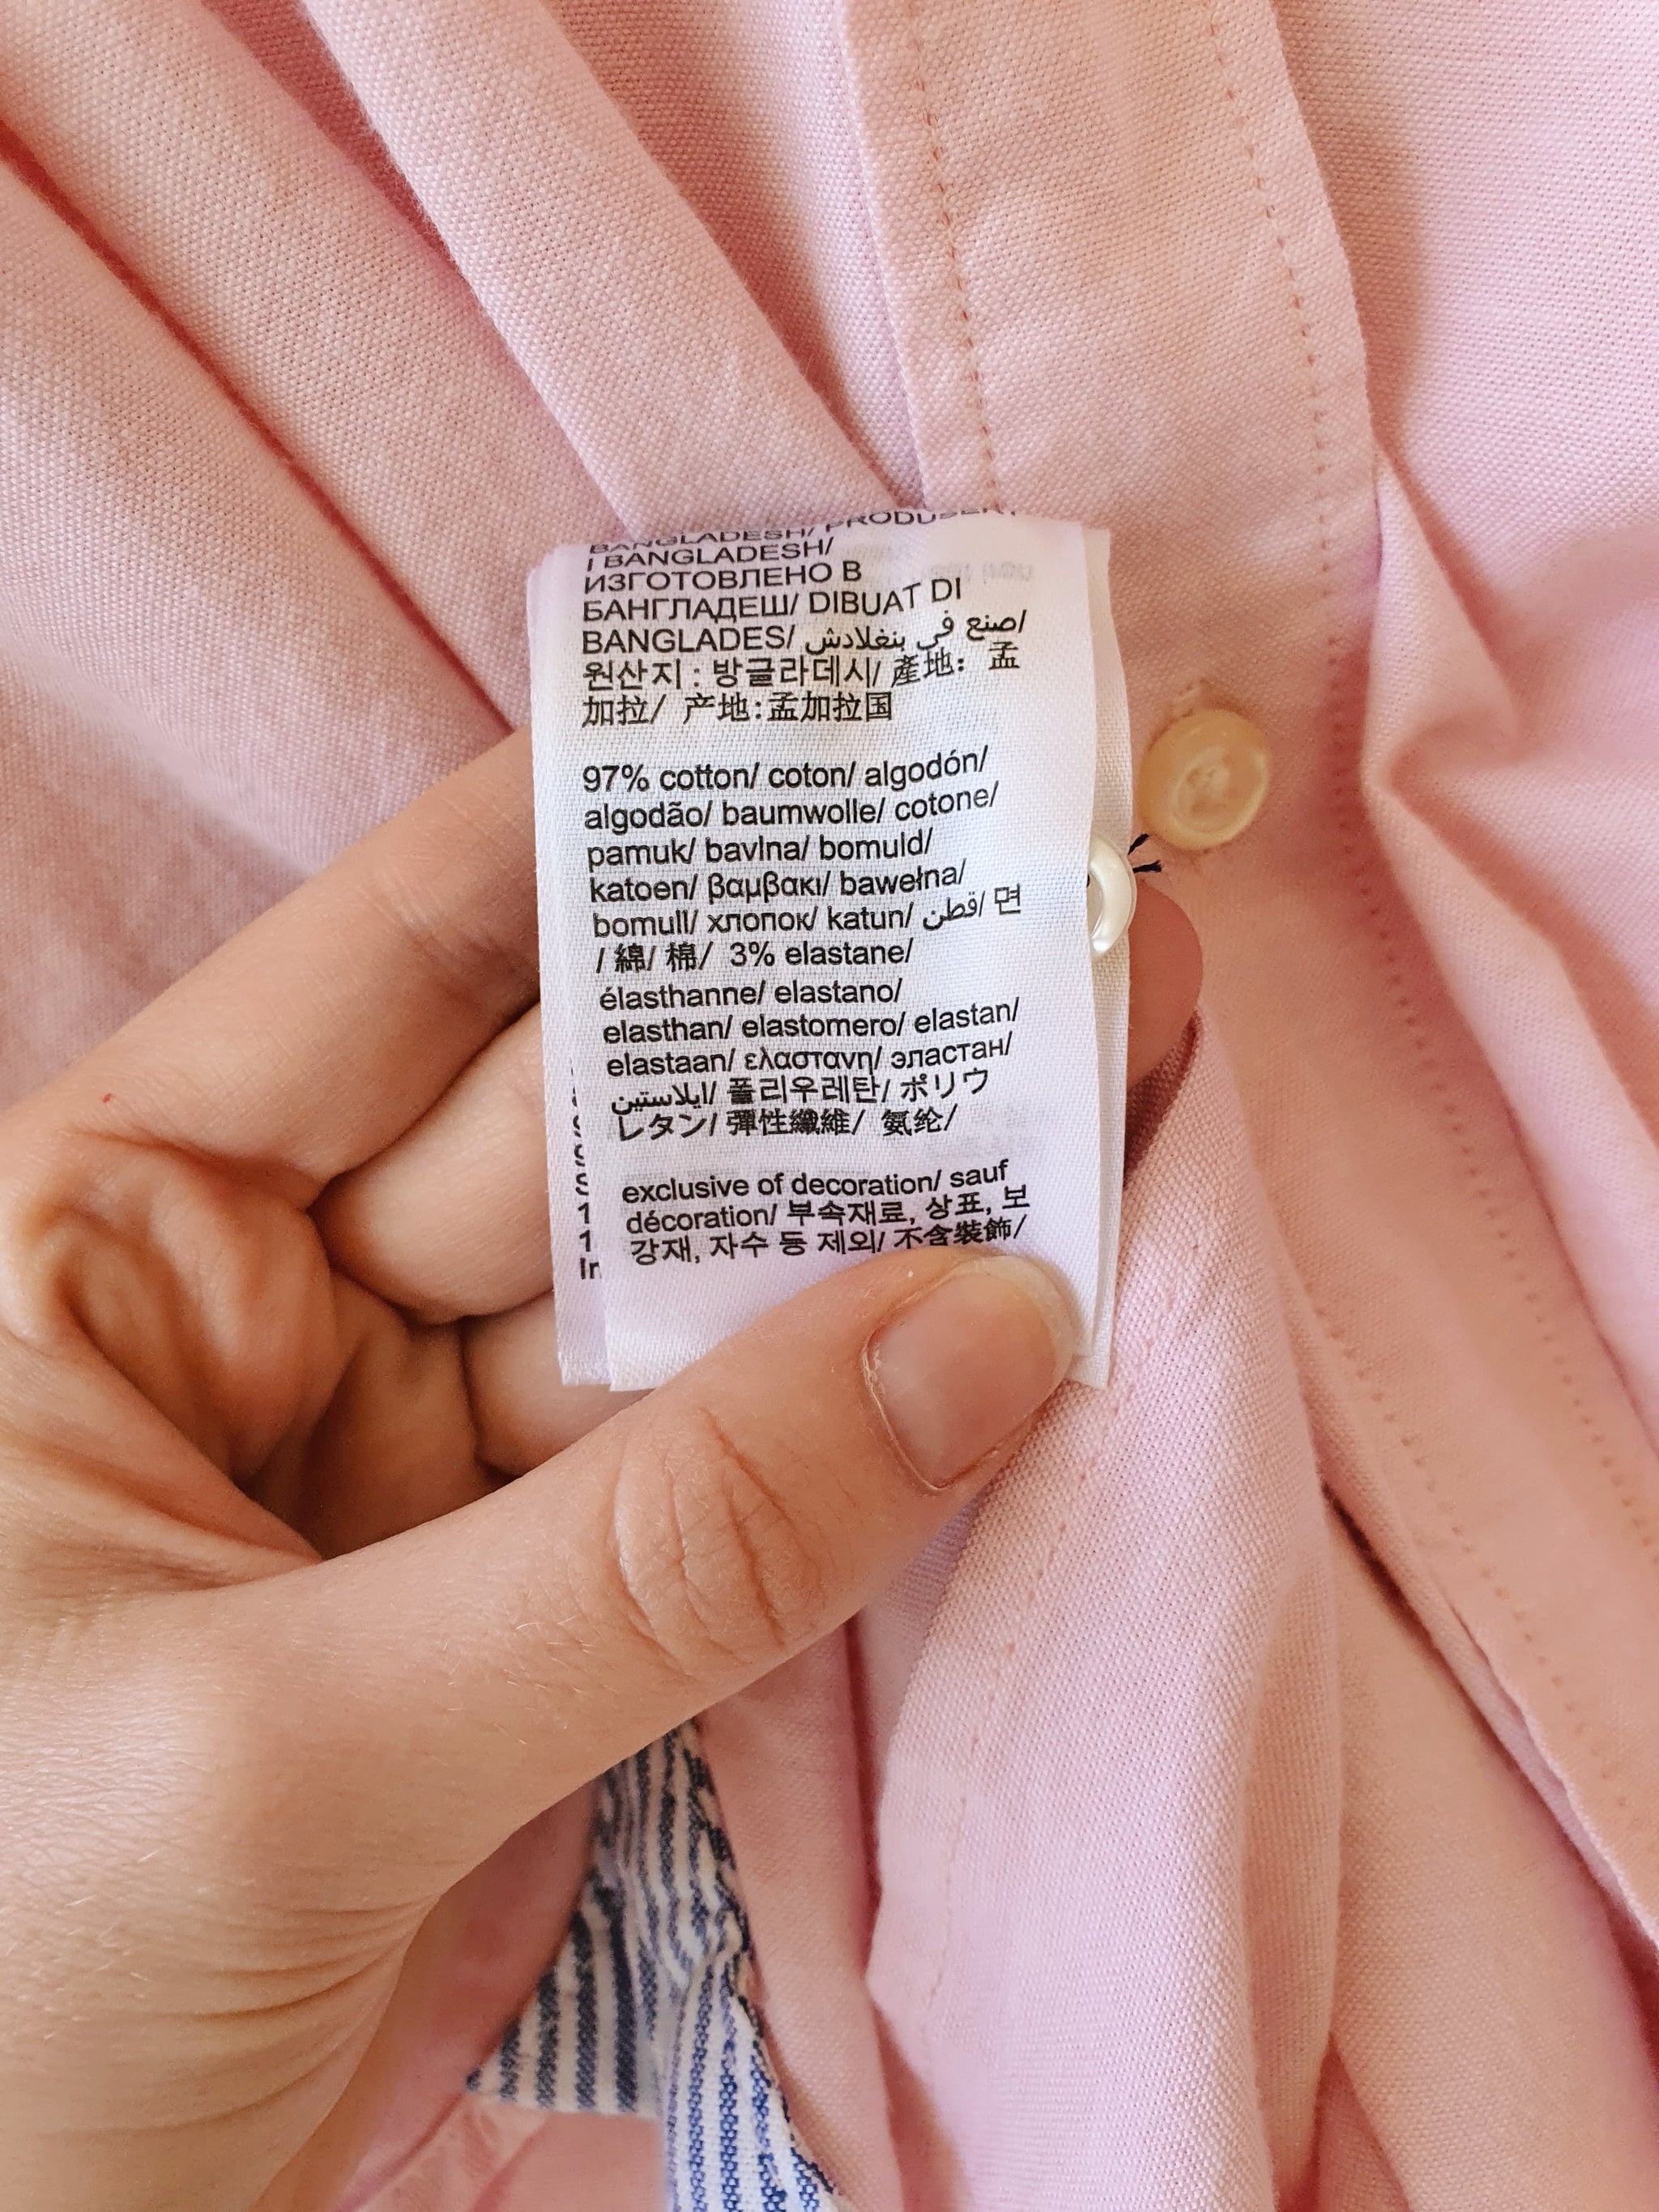 BANGLADESH/ PRODUSERT
I BANGLADESH/
ИЗГОТОВЛЕНО В
БАНГЛАДЕШ/ DIBUAT DI
BANGLADES/ صنع في بنغلادش/
원산지 : 방글라데시/ 產地: 孟
加拉/ 产地:孟加拉国
97% cotton/ coton/ algodón/
algodão/ baumwolle/ cotone/
pamuk/ bavlna/ bomuld/
katoen/ βαμβακι/ bawełna/
bomull/ хлопок/ katun/ قطن/ 면
/ 綿/ 棉/ 3% elastane/
élasthanne/ elastano/
elasthan/ elastomero/ elastan/
elastaan/ ελαστανη/ эластан/
ايلاستين/ 폴리우레탄/ ポリウ
レタン/ 彈性纖維/ 氨纶/
exclusive of decoration/ sauf
décoration/ 부속재료, 상표, 보
강재, 자수 등 제외/ 不含裝飾/